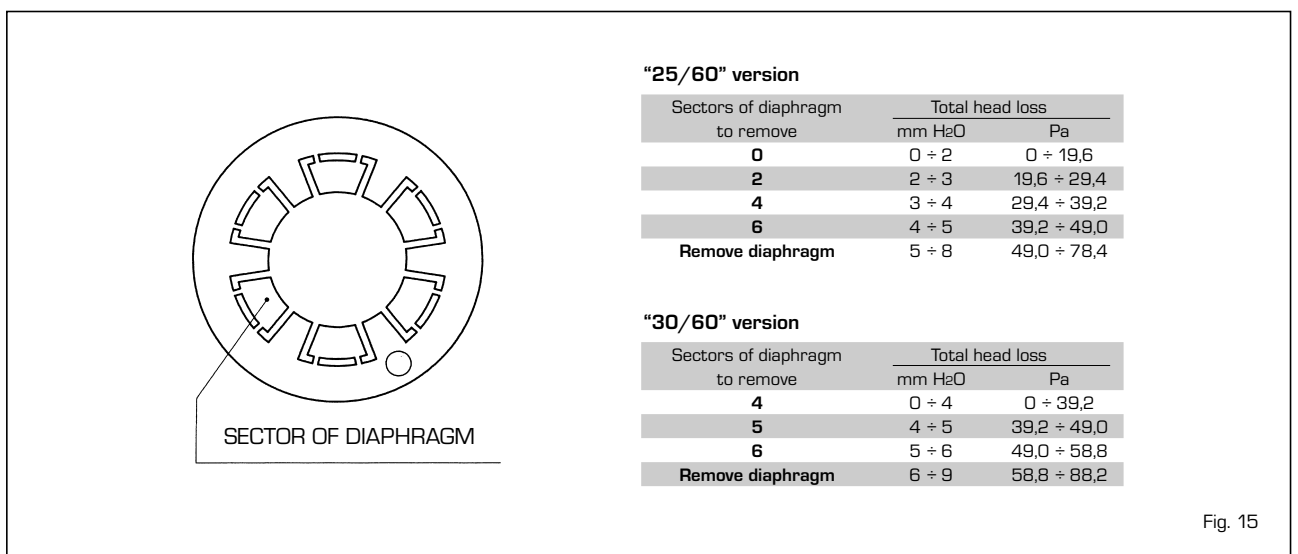 SECTOR OF DIAPHRAGM
“25/60” version
Sectors of diaphragm Total head loss
to remove mm H2O Pa
0 0 ÷ 2 0 ÷ 19,6
2 2 ÷ 3 19,6 ÷ 29,4
4 3 ÷ 4 29,4 ÷ 39,2
6 4 ÷ 5 39,2 ÷ 49,0
Remove diaphragm 5 ÷ 8 49,0 ÷ 78,4
“30/60” version
Sectors of diaphragm Total head loss
to remove mm H2O Pa
4 0 ÷ 4 0 ÷ 39,2
5 4 ÷ 5 39,2 ÷ 49,0
6 5 ÷ 6 49,0 ÷ 58,8
Remove diaphragm 6 ÷ 9 58,8 ÷ 88,2
Fig. 15